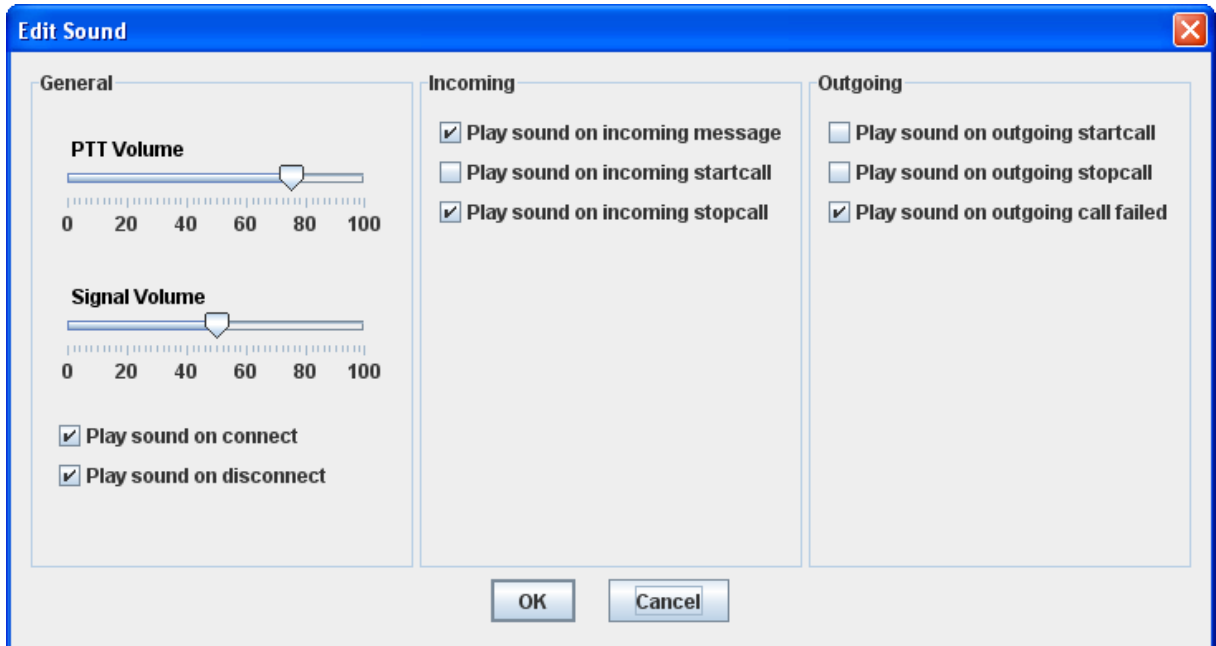 Edit Sound
General
PTT Volume
0 20 40 60 80 100
Signal Volume
0 20 40 60 80 100
Play sound on connect
Play sound on disconnect
Incoming
Play sound on incoming message
Play sound on incoming startcall
Play sound on incoming stopcall
Outgoing
Play sound on outgoing startcall
Play sound on outgoing stopcall
Play sound on outgoing call failed
OK
Cancel